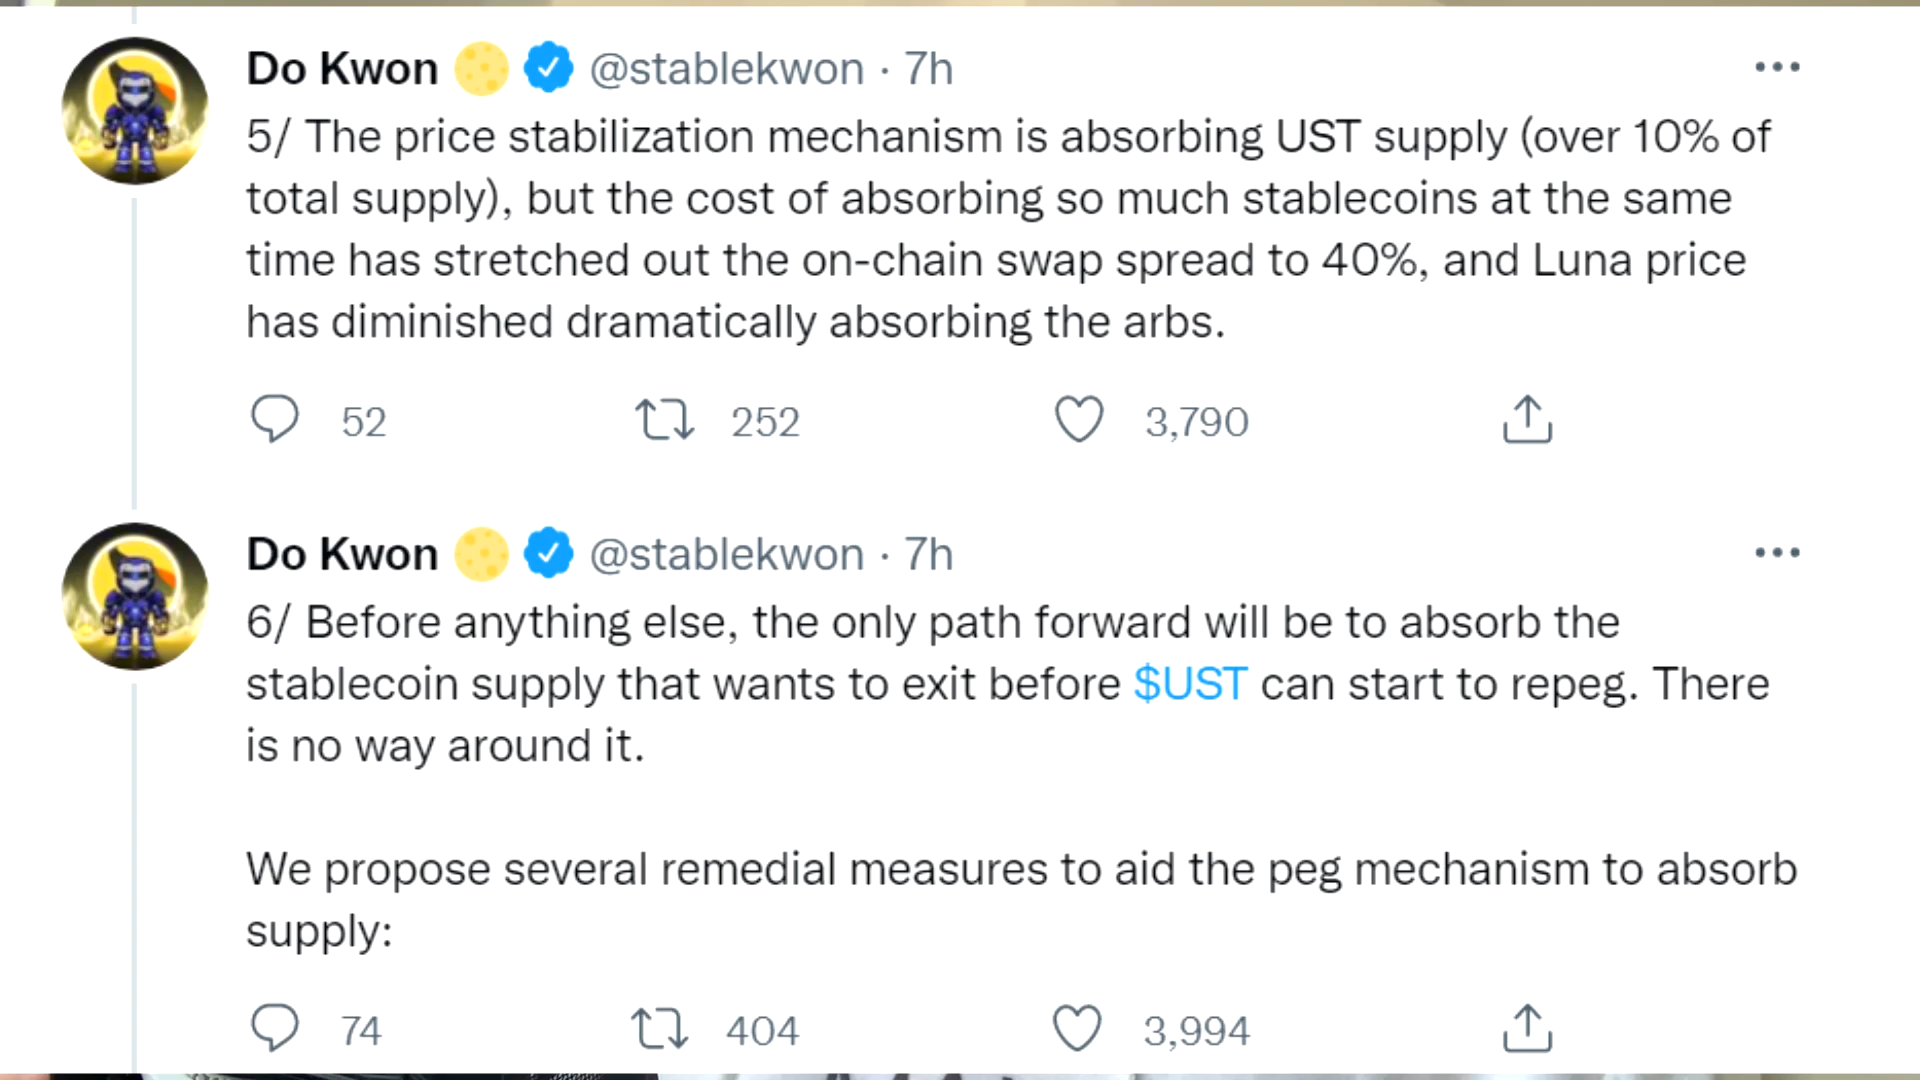 Do Kwon @stablekwon · 7h
5/ The price stabilization mechanism is absorbing UST supply (over 10% of
total supply), but the cost of absorbing so much stablecoins at the same
time has stretched out the on-chain swap spread to 40%, and Luna price
has diminished dramatically absorbing the arbs.
52 252 3,790
Do Kwon @stablekwon · 7h
6/ Before anything else, the only path forward will be to absorb the
stablecoin supply that wants to exit before $UST can start to repeg. There
is no way around it.
We propose several remedial measures to aid the peg mechanism to absorb
supply:
74 404 3,994